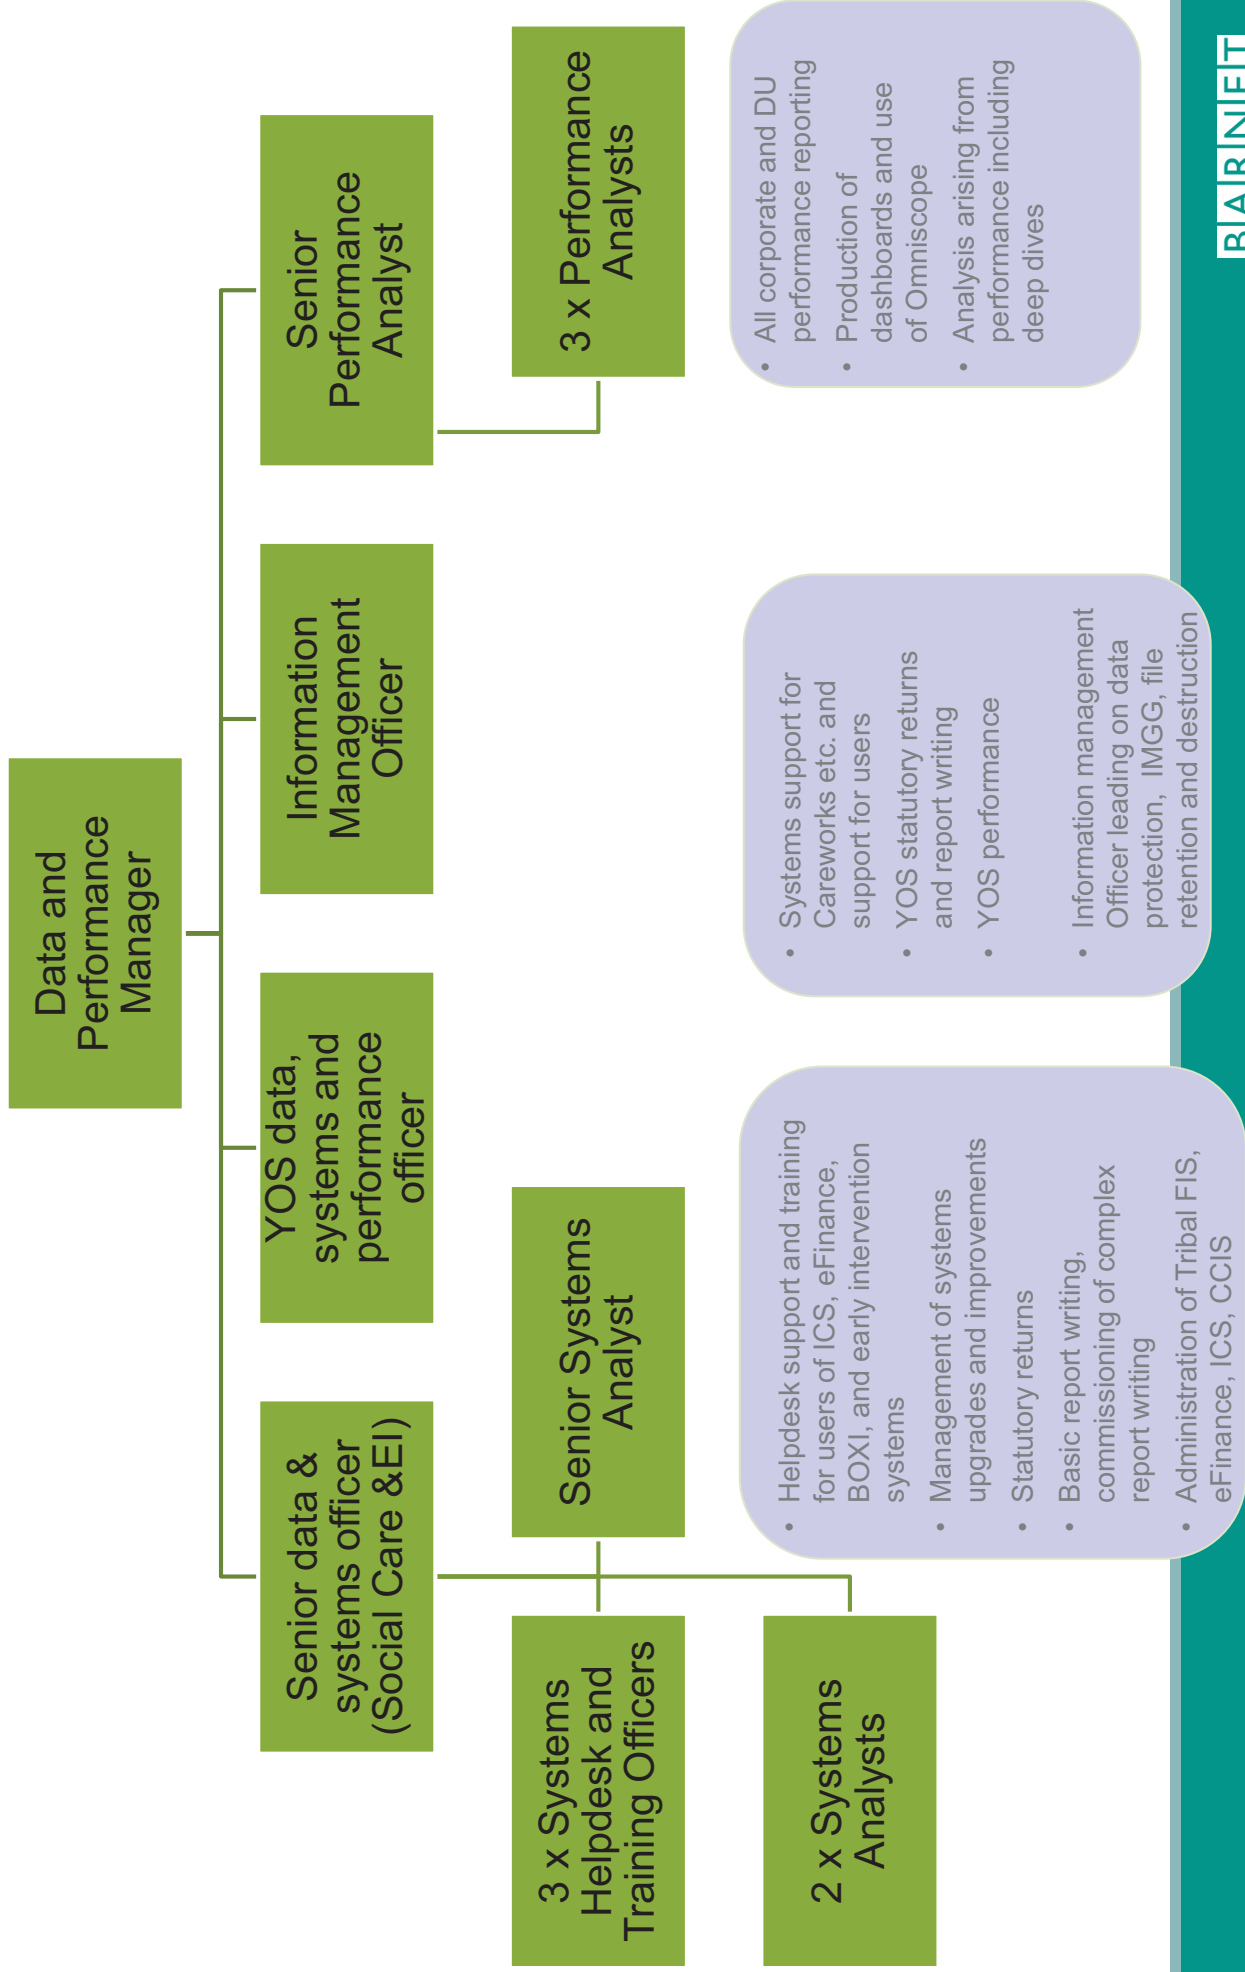 Data and
Performance
Manager
Senior data &
systems officer
(Social Care &EI)
YOS data,
systems and
performance
officer
Information
Management
Officer
Senior
Performance
Analyst
3 x Systems
Helpdesk and
Training Officers
Senior Systems
Analyst
3 x Performance
Analysts
2 x Systems
Analysts
• Helpdesk support and training
for users of ICS, eFinance,
BOXI, and early intervention
systems
• Management of systems
upgrades and improvements
• Statutory returns
• Basic report writing,
commissioning of complex
report writing
• Administration of Tribal FIS,
eFinance, ICS, CCIS
• Systems support for
Careworks etc. and
support for users
• YOS statutory returns
and report writing
• YOS performance
• Information management
Officer leading on data
protection, IMGG, file
retention and destruction
• All corporate and DU
performance reporting
• Production of
dashboards and use
of Omniscope
• Analysis arising from
performance including
deep dives
BARNET